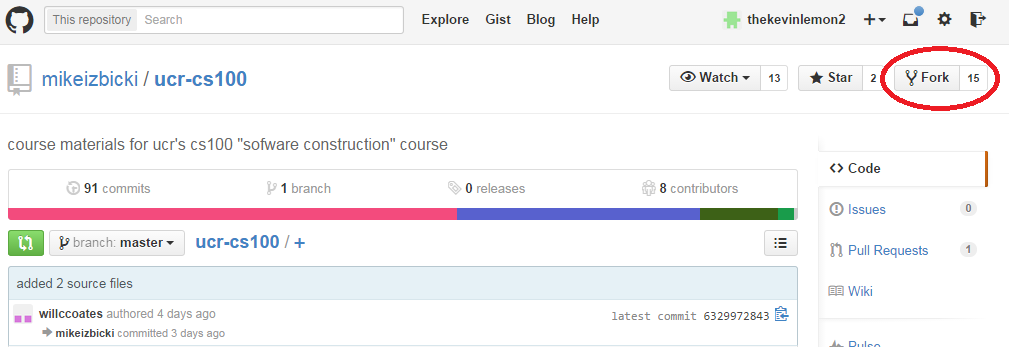 This repository Search Explore Gist Blog Help thekevinlemon2
mikeizbicki / ucr-cs100 Watch 13 Star 2 Fork 15
course materials for ucr's cs100 "sofware construction" course
91 commits 1 branch 0 releases 8 contributors
branch: master ucr-cs100 / +
added 2 source files
willccoates authored 4 days ago
mikeizbicki committed 3 days ago
latest commit 6329972843
Code
Issues 0
Pull Requests 1
Wiki
Pulse